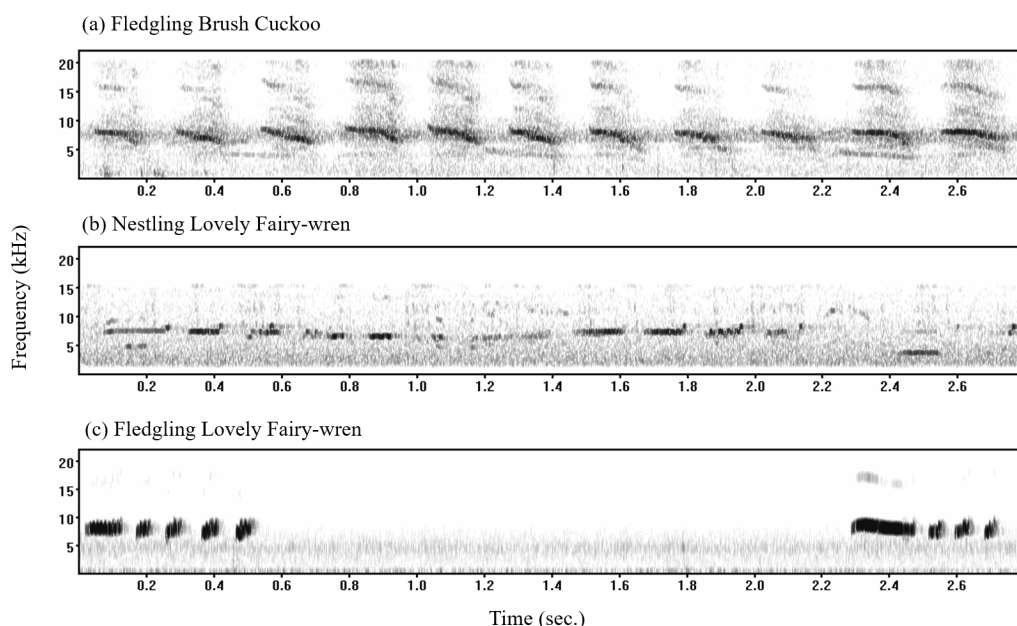 (a) Fledgling Brush Cuckoo
20
15
10
5
0.2 0.4 0.6 0.8 1.0 1.2 1.4 1.6 1.8 2.0 2.2 2.4 2.6
(b) Nestling Lovely Fairy-wren
Frequency (kHz)
20
15
10
5
0.2 0.4 0.6 0.8 1.0 1.2 1.4 1.6 1.8 2.0 2.2 2.4 2.6
(c) Fledgling Lovely Fairy-wren
20
15
10
5
0.2 0.4 0.6 0.8 1.0 1.2 1.4 1.6 1.8 2.0 2.2 2.4 2.6
Time (sec.)